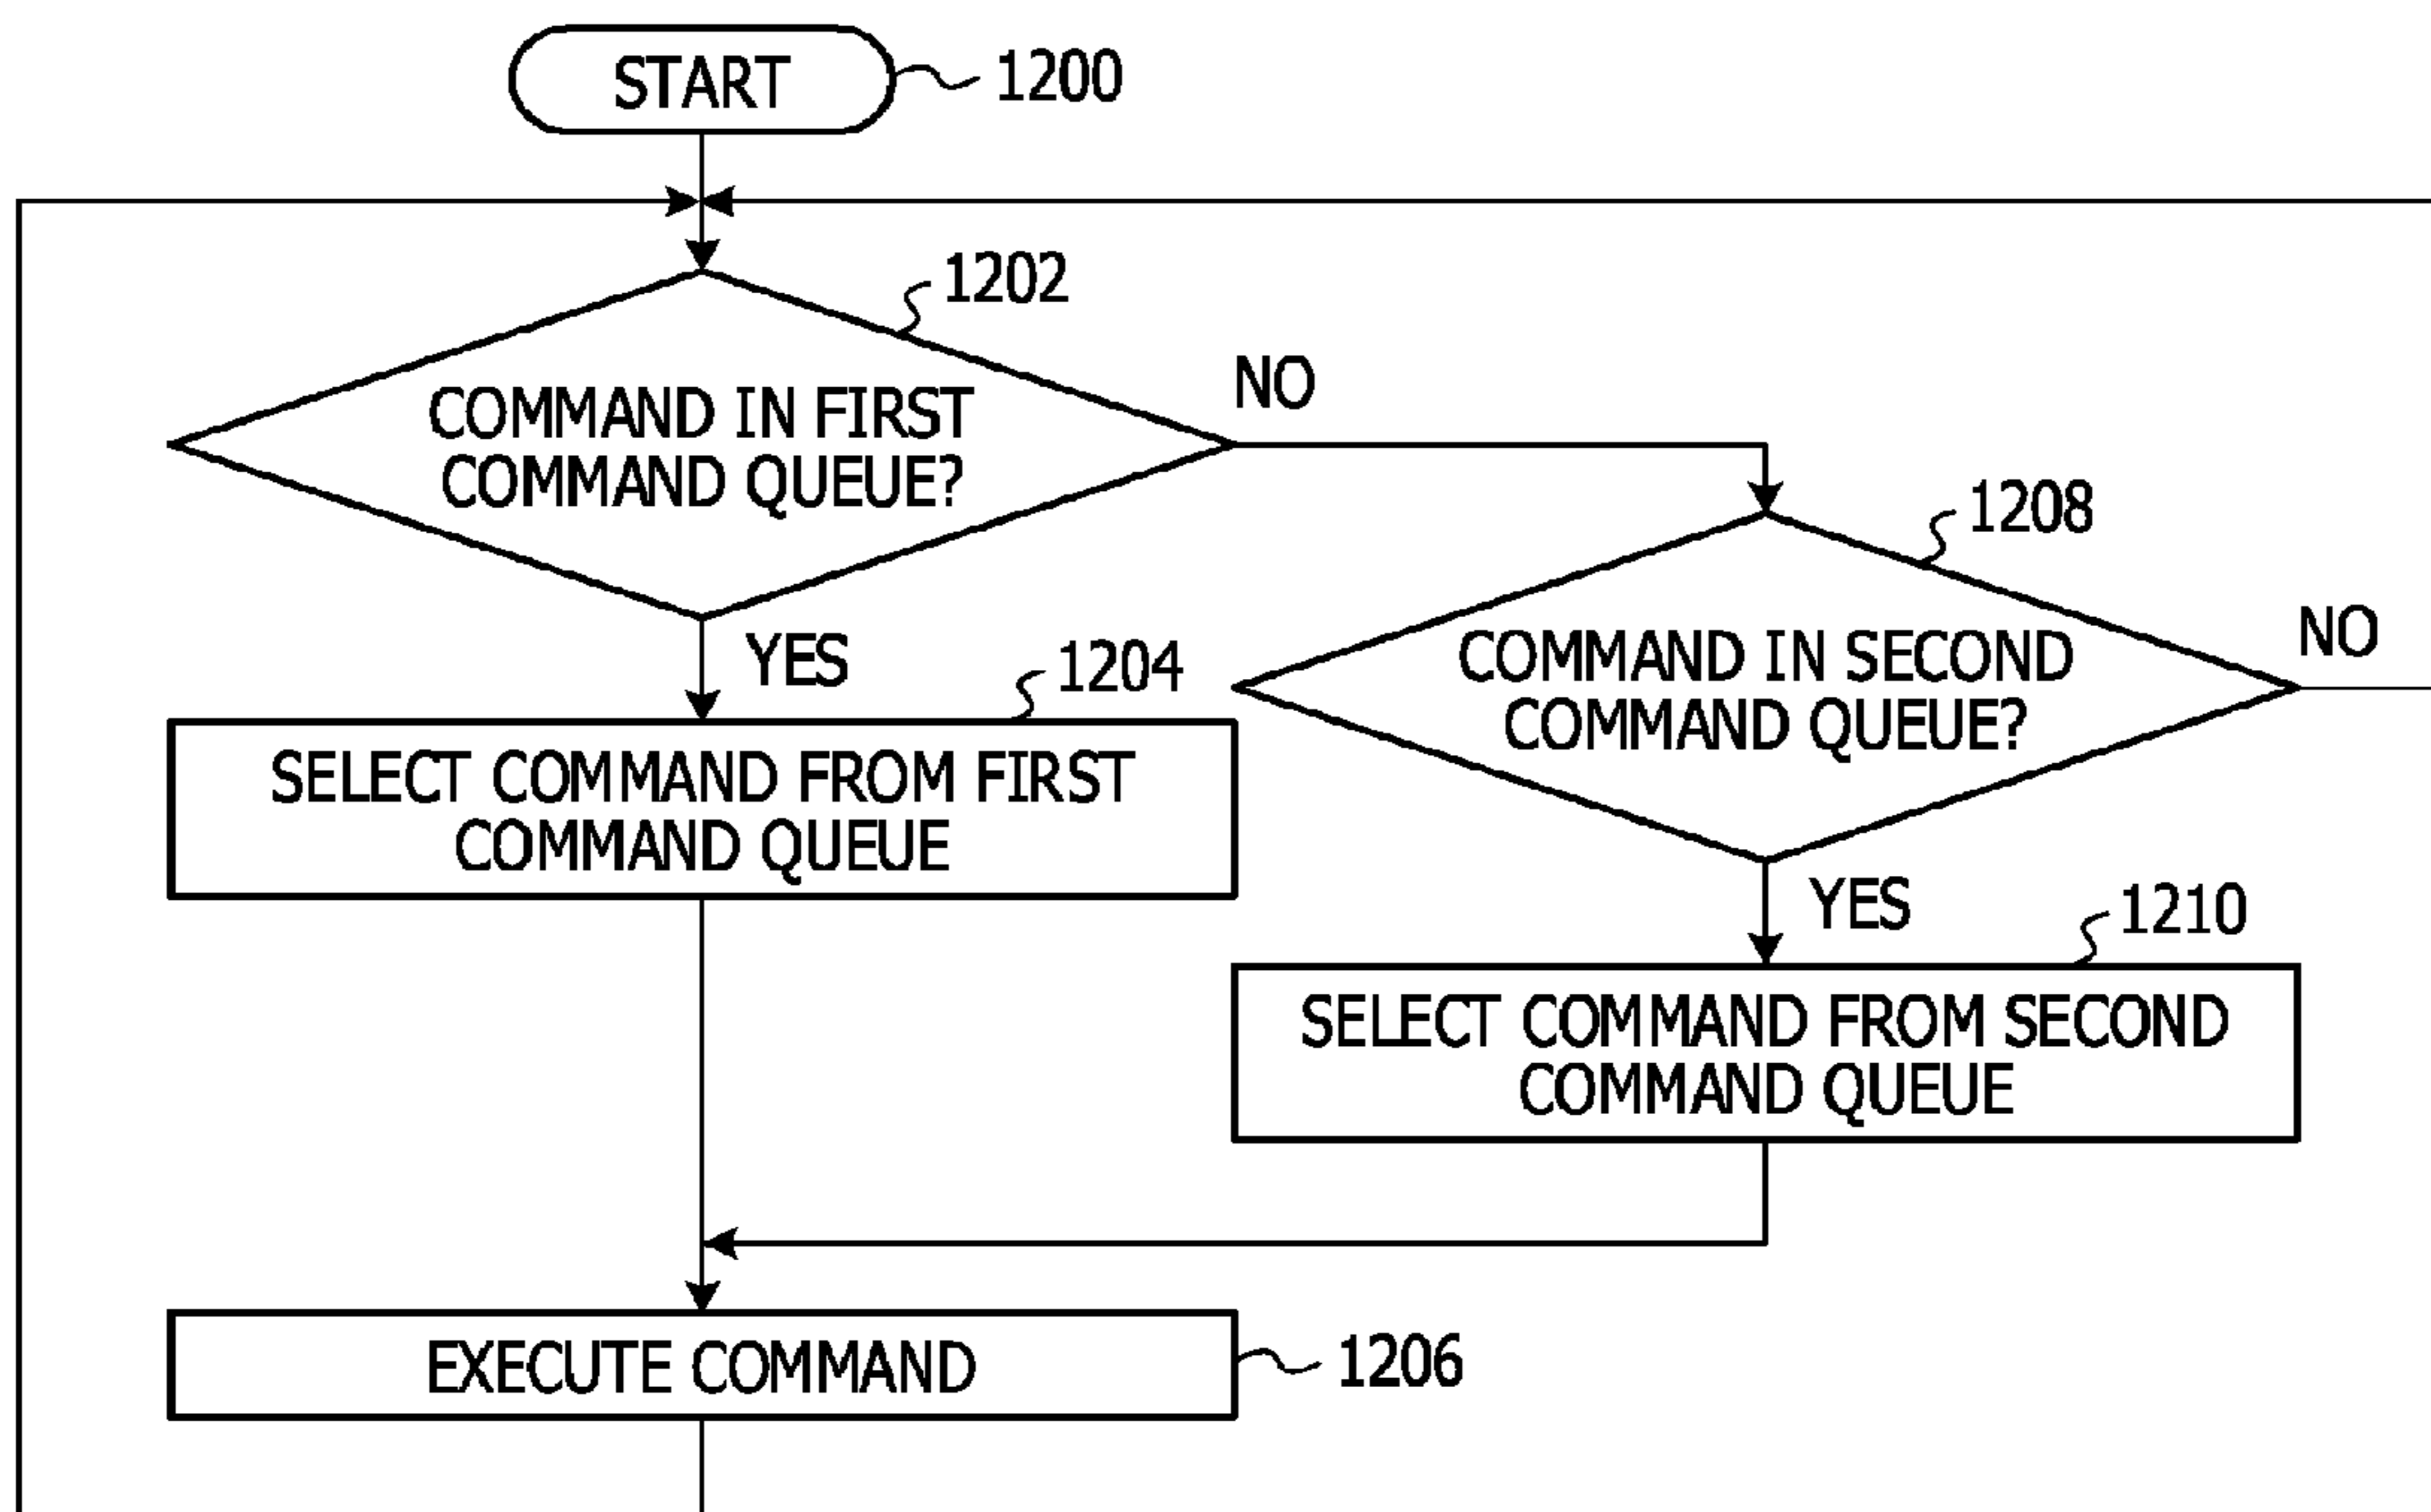 START
1200
1202
COMMAND IN FIRST
COMMAND QUEUE?
NO
YES
1208
COMMAND IN SECOND
COMMAND QUEUE?
NO
YES
1204
SELECT COMMAND FROM FIRST
COMMAND QUEUE
1210
SELECT COMMAND FROM SECOND
COMMAND QUEUE
EXECUTE COMMAND
1206